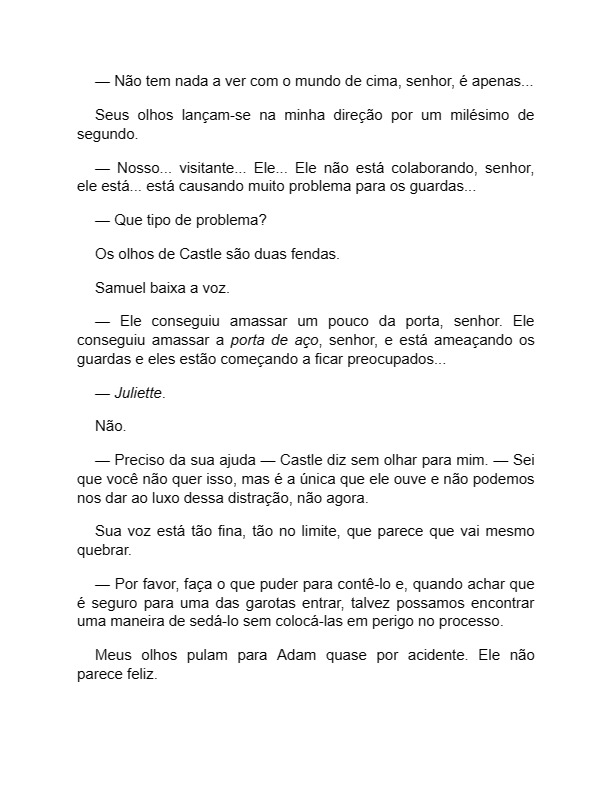 — Não tem nada a ver com o mundo de cima, senhor, é apenas...
Seus olhos lançam-se na minha direção por um milésimo de
segundo.
— Nosso... visitante... Ele... Ele não está colaborando, senhor,
ele está... está causando muito problema para os guardas...
— Que tipo de problema?
Os olhos de Castle são duas fendas.
Samuel baixa a voz.
— Ele conseguiu amassar um pouco da porta, senhor. Ele
conseguiu amassar a porta de aço, senhor, e está ameaçando os
guardas e eles estão começando a ficar preocupados...
— Juliette.
Não.
— Preciso da sua ajuda — Castle diz sem olhar para mim. — Sei
que você não quer isso, mas é a única que ele ouve e não podemos
nos dar ao luxo dessa distração, não agora.
Sua voz está tão fina, tão no limite, que parece que vai mesmo
quebrar.
— Por favor, faça o que puder para contê-lo e, quando achar que
é seguro para uma das garotas entrar, talvez possamos encontrar
uma maneira de sedá-lo sem colocá-las em perigo no processo.
Meus olhos pulam para Adam quase por acidente. Ele não
parece feliz.